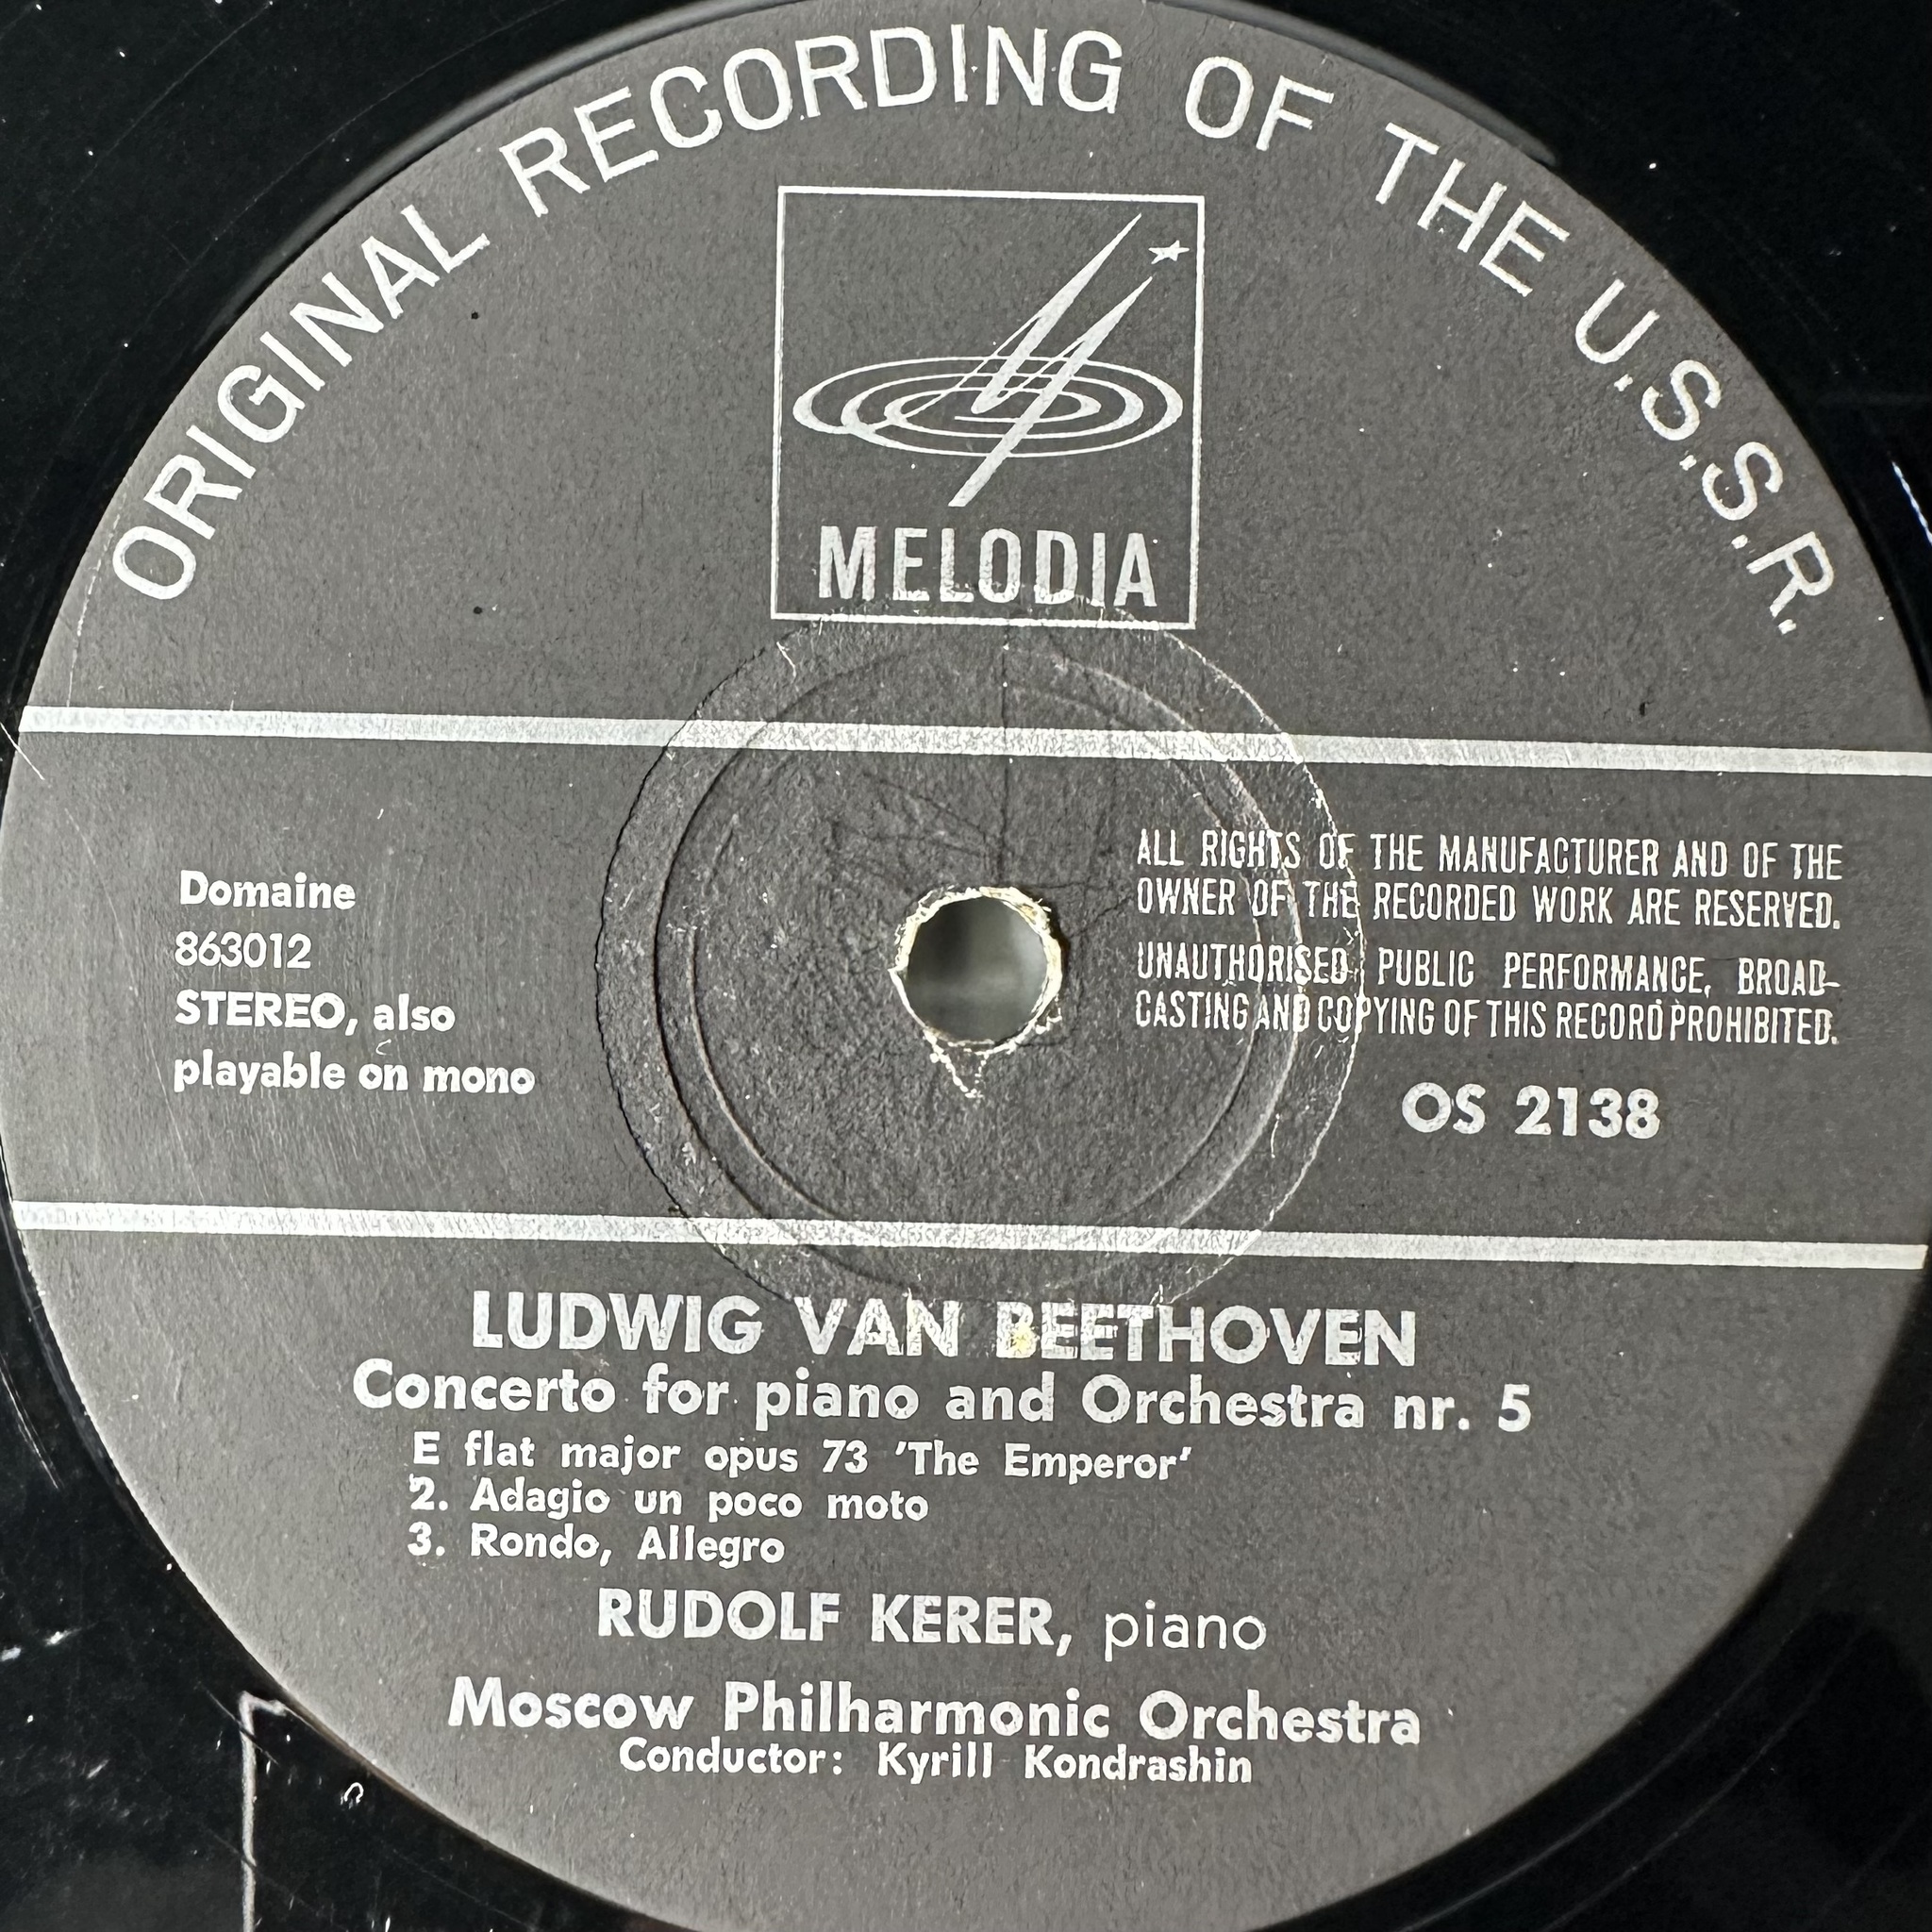 ORIGINAL RECORDING OF THE U.S.S.R.
MELODIA
Domaine
863012
STEREO, also
playable on mono
ALL RIGHTS OF THE MANUFACTURER AND OF THE
OWNER OF THE RECORDED WORK ARE RESERVED.
UNAUTHORISED PUBLIC PERFORMANCE, BROAD-
CASTING AND COPYING OF THIS RECORD PROHIBITED.
OS 2138
LUDWIG VAN BEETHOVEN
Concerto for piano and Orchestra nr. 5
E flat major opus 73 'The Emperor'
2. Adagio un poco moto
3. Rondo, Allegro
RUDOLF KERER, piano
Moscow Philharmonic Orchestra
Conductor: Kyrill Kondrashin